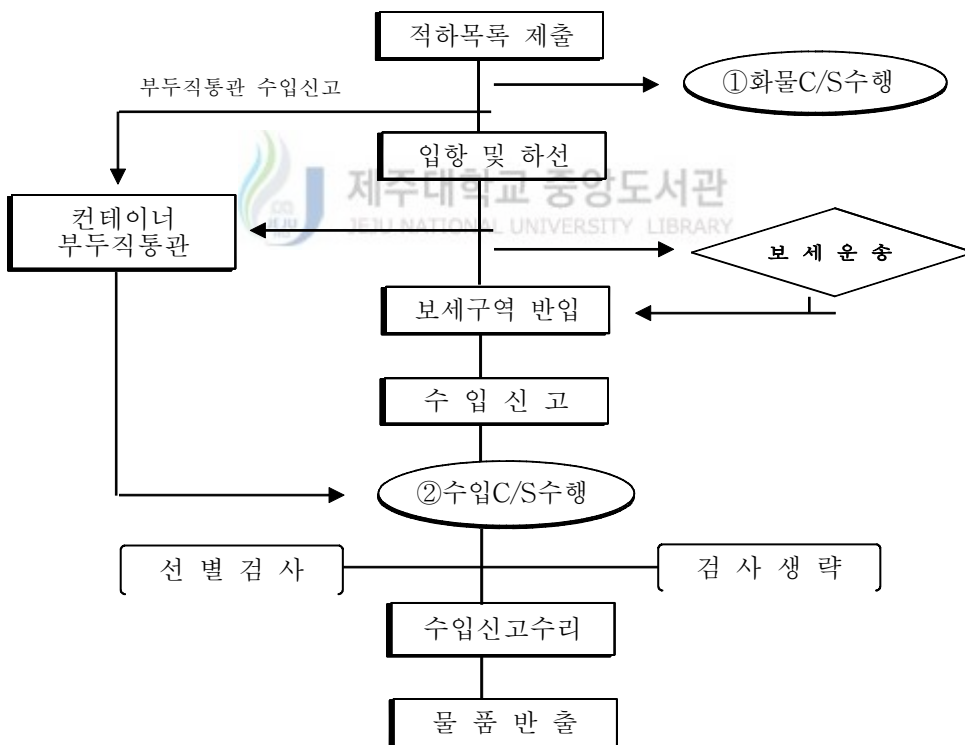 적하목록 제출
부두직통관 수입신고
①화물C/S수행
입항 및 하선
제주대학교 중앙도서관
JEJU NATIONAL UNIVERSITY LIBRARY
JEJU
컨테이너
부두직통관
보 세 운 송
보세구역 반입
수 입 신 고
②수입C/S수행
선 별 검 사
검 사 생 략
수입신고수리
물 품 반 출